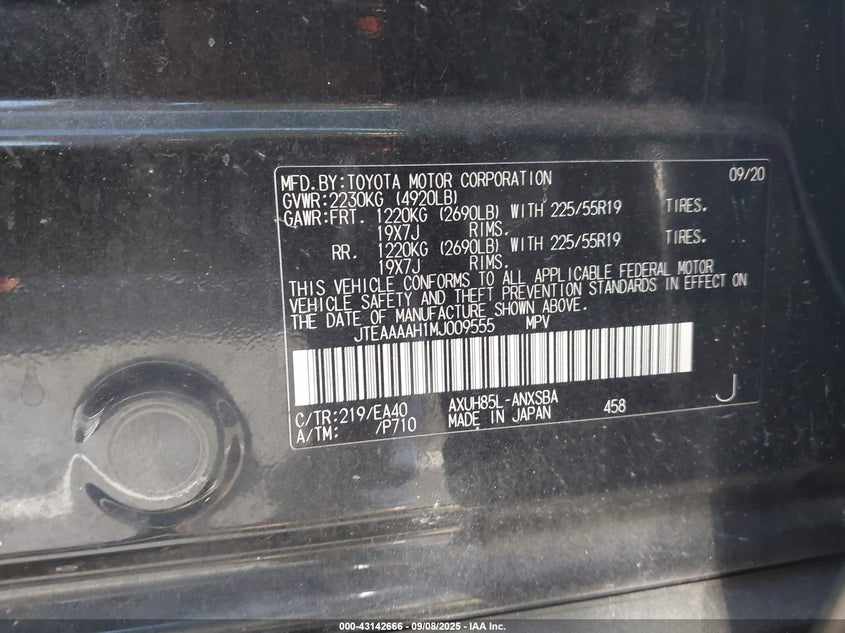 MFD.BY:TOYOTA MOTOR CORPORATION 09/20
GVWR:2230KG (4920LB)
GAWR:FRT. 1220KG (2690LB) WITH 225/55R19 TIRES.
19X7J RIMS.
RR. 1220KG (2690LB) WITH 225/55R19 TIRES.
19X7J RIMS.
THIS VEHICLE CONFORMS TO ALL APPLICABLE FEDERAL MOTOR
VEHICLE SAFETY AND THEFT PREVENTION STANDARDS IN EFFECT ON
THE DATE OF MANUFACTURE SHOWN ABOVE.
JTEAAAAH1MJ009555 MPV
C/TR:219/EA40 AXUH85L-ANXSBA 458 J
A/TM: /P710 MADE IN JAPAN
000-43142666 - 09/08/2025 - IAA Inc.